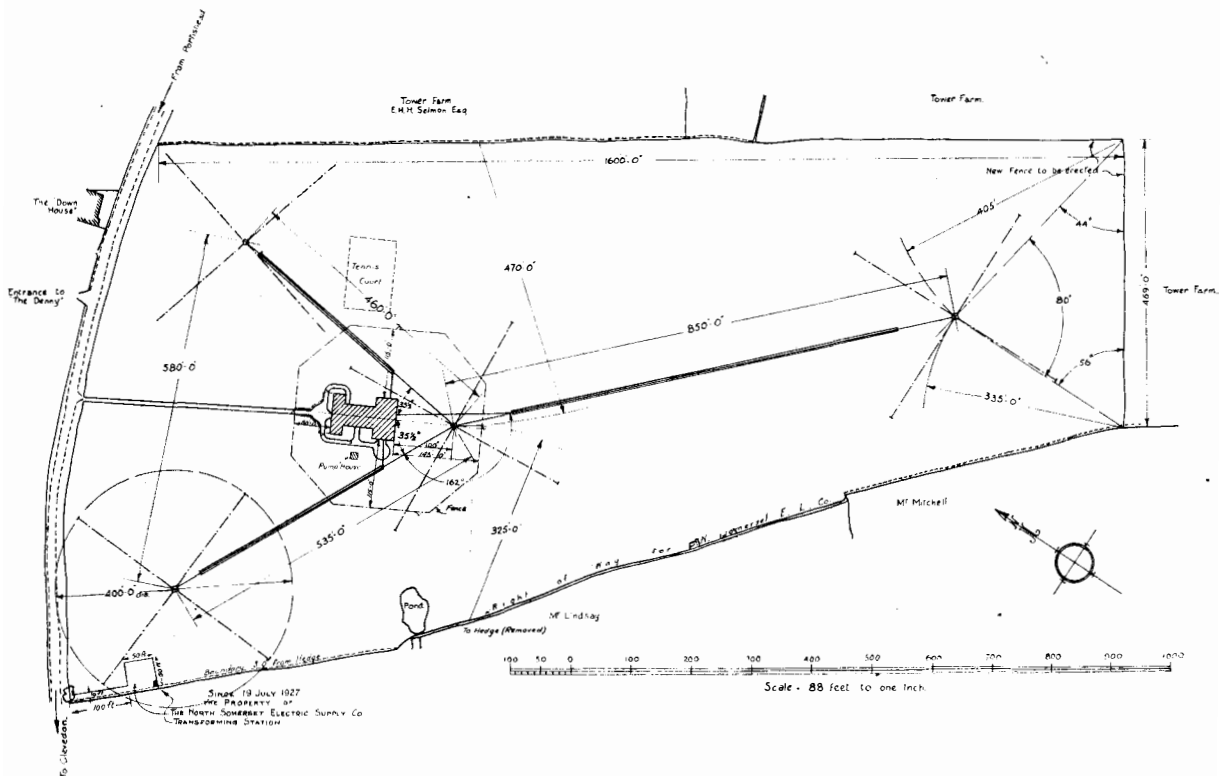 From Portishead
Tower Farm
E.H.H. Salmon Esq
Tower Farm.
1600'-0"
New Fence to be erected
The "Down
House"
405'
44°
Tennis
Court
470'-0"
469'-0"
Entrance to
"The Denny"
460'-0"
Tower Farm.
850'-0"
80°
580'-0"
56°
335'-0"
35½°
Pump House
100'
162°
Fence
535'-0"
325'-0"
Mr Mitchell
400'-0" dia.
Right of Way for
E. L. Co.
Pond
Mr Lindsay
To Hedge (Removed)
Boundary 3'.0" From Hedge
50ft
100 ft
SINCE 19 JULY 1927
THE PROPERTY OF
THE NORTH SOMERSET ELECTRIC SUPPLY Co
TRANSFORMING STATION
100 50 0 100 200 300 400 500 600 700 800 900 1000
Scale - 88 feet to one Inch.
To Clevedon